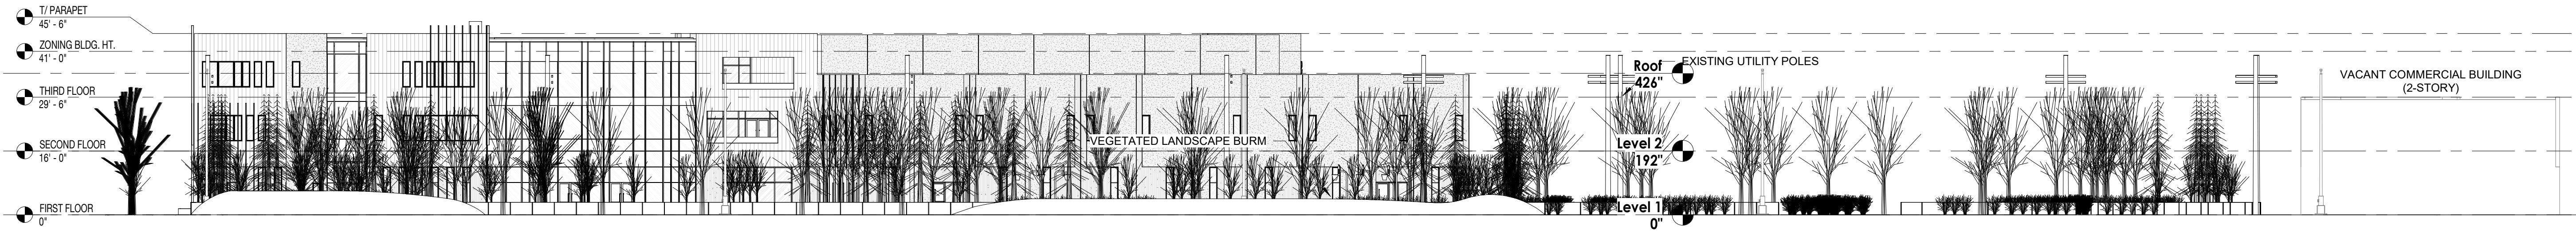 T/ PARAPET
45' - 6"
ZONING BLDG. HT.
41' - 0"
THIRD FLOOR
29' - 6"
SECOND FLOOR
16' - 0"
FIRST FLOOR
0"
VEGETATED LANDSCAPE BURM
Roof
426"
EXISTING UTILITY POLES
Level 2
192"
Level 1
0"
VACANT COMMERCIAL BUILDING
(2-STORY)